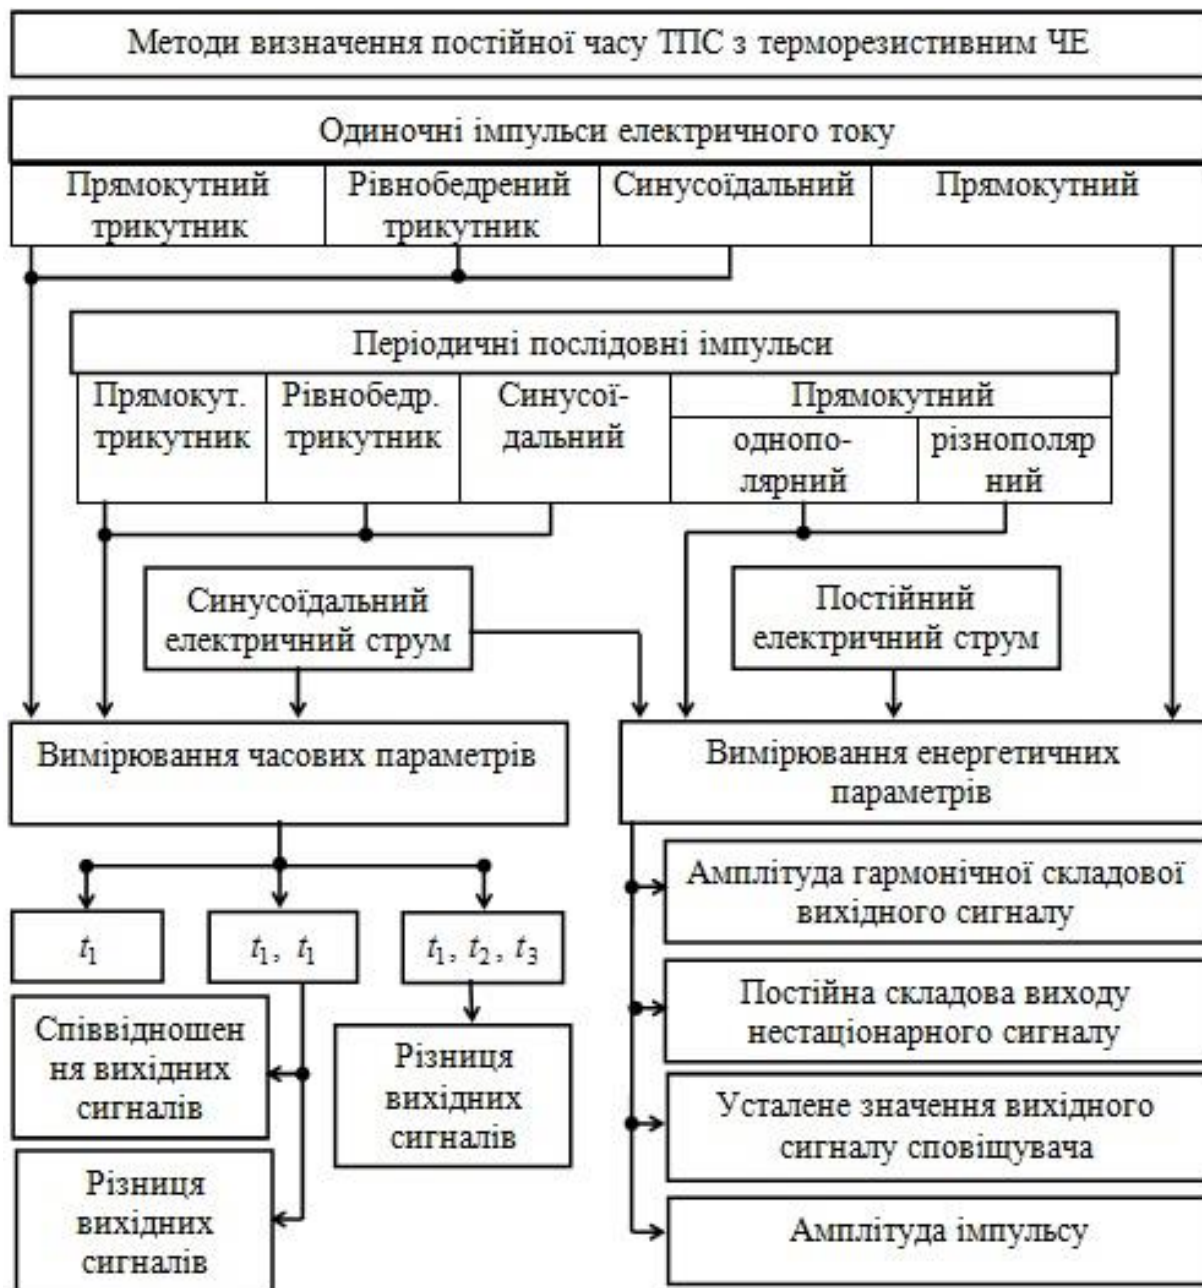 Методи визначення постійної часу ТПС з терморезистивним ЧЕ
Одиночні імпульси електричного току
Прямокутний
трикутник
Рівнобедрений
трикутник
Синусоїдальний
Прямокутний
Періодичні послідовні імпульси
Прямокут.
трикутник
Рівнобедр.
трикутник
Синусої-
дальний
Прямокутний
однопо-
лярний
різнополяр
ний
Синусоїдальний
електричний струм
Постійний
електричний струм
Вимірювання часових параметрів
Вимірювання енергетичних
параметрів
t₁
t₁, t₁
t₁, t₂, t₃
Співвідношен
ня вихідних
сигналів
Різниця
вихідних
сигналів
Різниця
вихідних
сигналів
Амплітуда гармонічної складової
вихідного сигналу
Постійна складова виходу
нестаціонарного сигналу
Усталене значення вихідного
сигналу сповіщувача
Амплітуда імпульсу